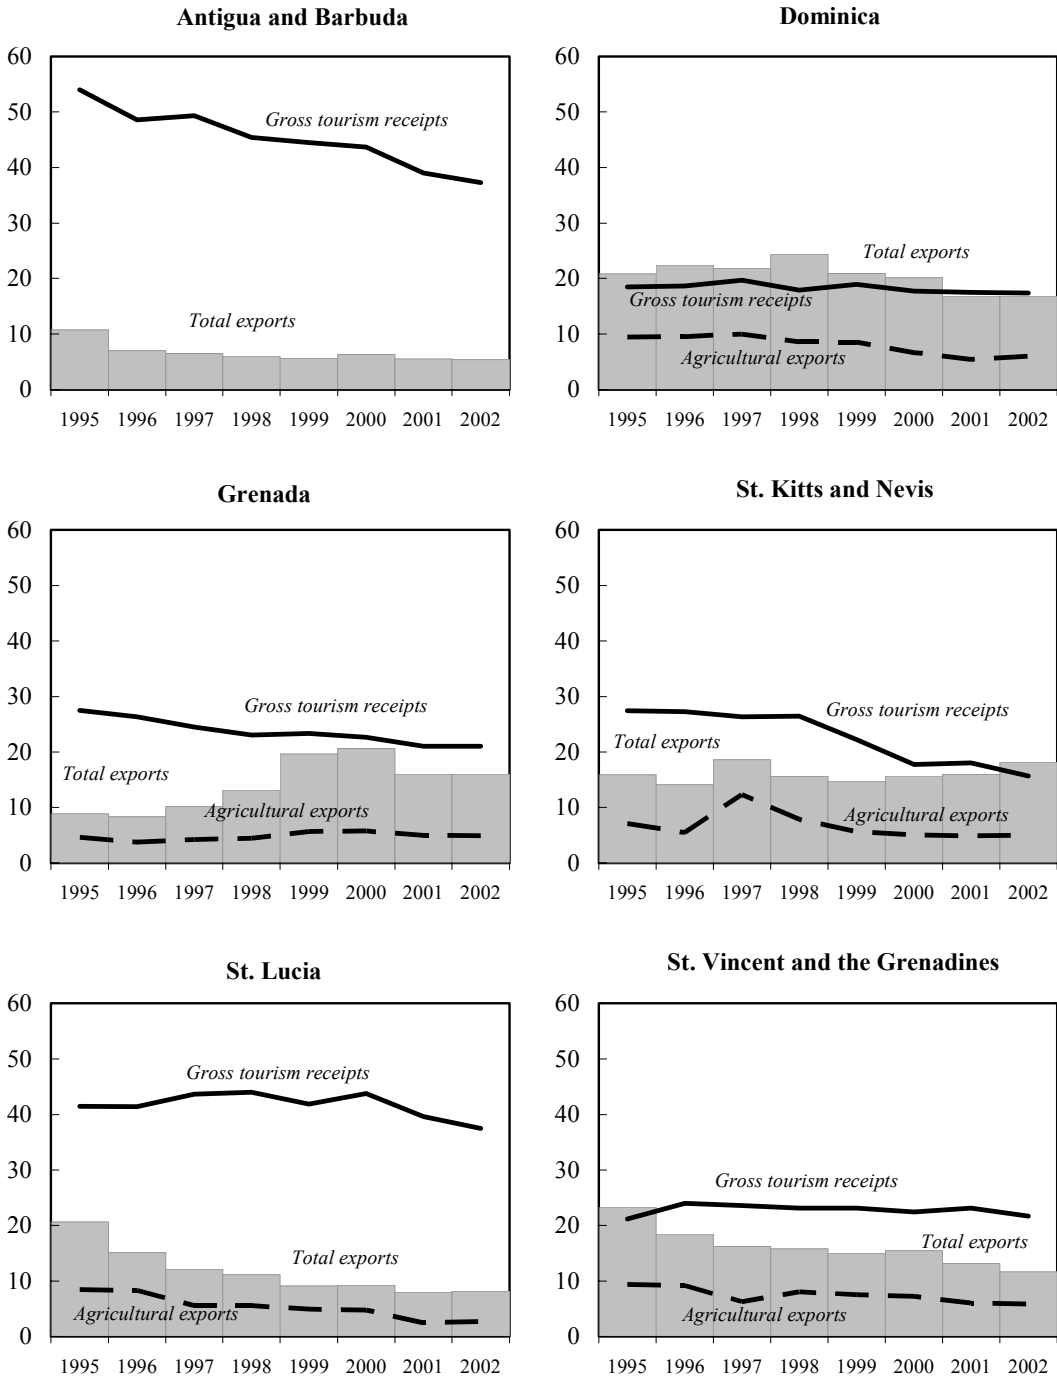 Antigua and Barbuda
60
50
40
30
20
10
0
Gross tourism receipts
Total exports
1995 1996 1997 1998 1999 2000 2001 2002
Dominica
60
50
40
30
20
10
0
Total exports
Gross tourism receipts
Agricultural exports
1995 1996 1997 1998 1999 2000 2001 2002
Grenada
60
50
40
30
20
10
0
Gross tourism receipts
Total exports
Agricultural exports
1995 1996 1997 1998 1999 2000 2001 2002
St. Kitts and Nevis
60
50
40
30
20
10
0
Gross tourism receipts
Total exports
Agricultural exports
1995 1996 1997 1998 1999 2000 2001 2002
St. Lucia
60
50
40
30
20
10
0
Gross tourism receipts
Total exports
Agricultural exports
1995 1996 1997 1998 1999 2000 2001 2002
St. Vincent and the Grenadines
60
50
40
30
20
10
0
Gross tourism receipts
Total exports
Agricultural exports
1995 1996 1997 1998 1999 2000 2001 2002